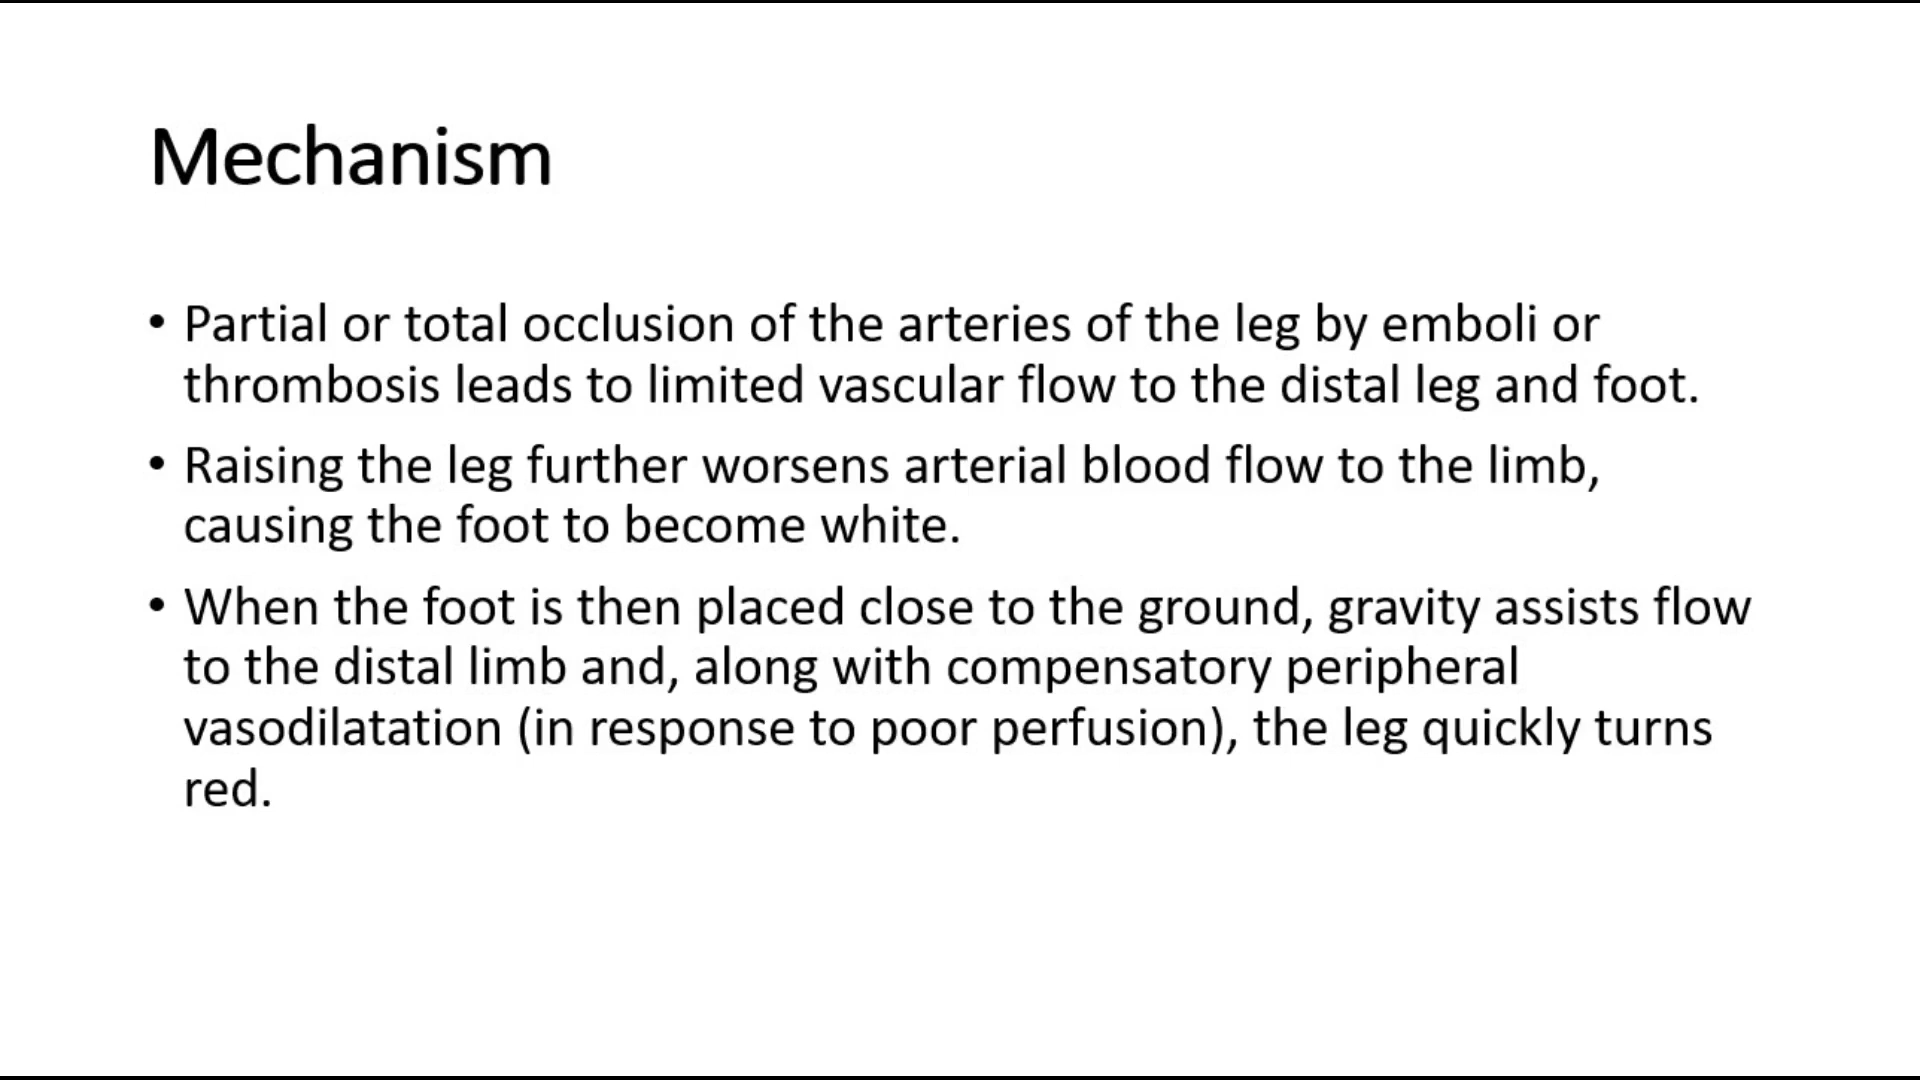 Mechanism
• Partial or total occlusion of the arteries of the leg by emboli or
thrombosis leads to limited vascular flow to the distal leg and foot.
• Raising the leg further worsens arterial blood flow to the limb,
causing the foot to become white.
• When the foot is then placed close to the ground, gravity assists flow
to the distal limb and, along with compensatory peripheral
vasodilatation (in response to poor perfusion), the leg quickly turns
red.